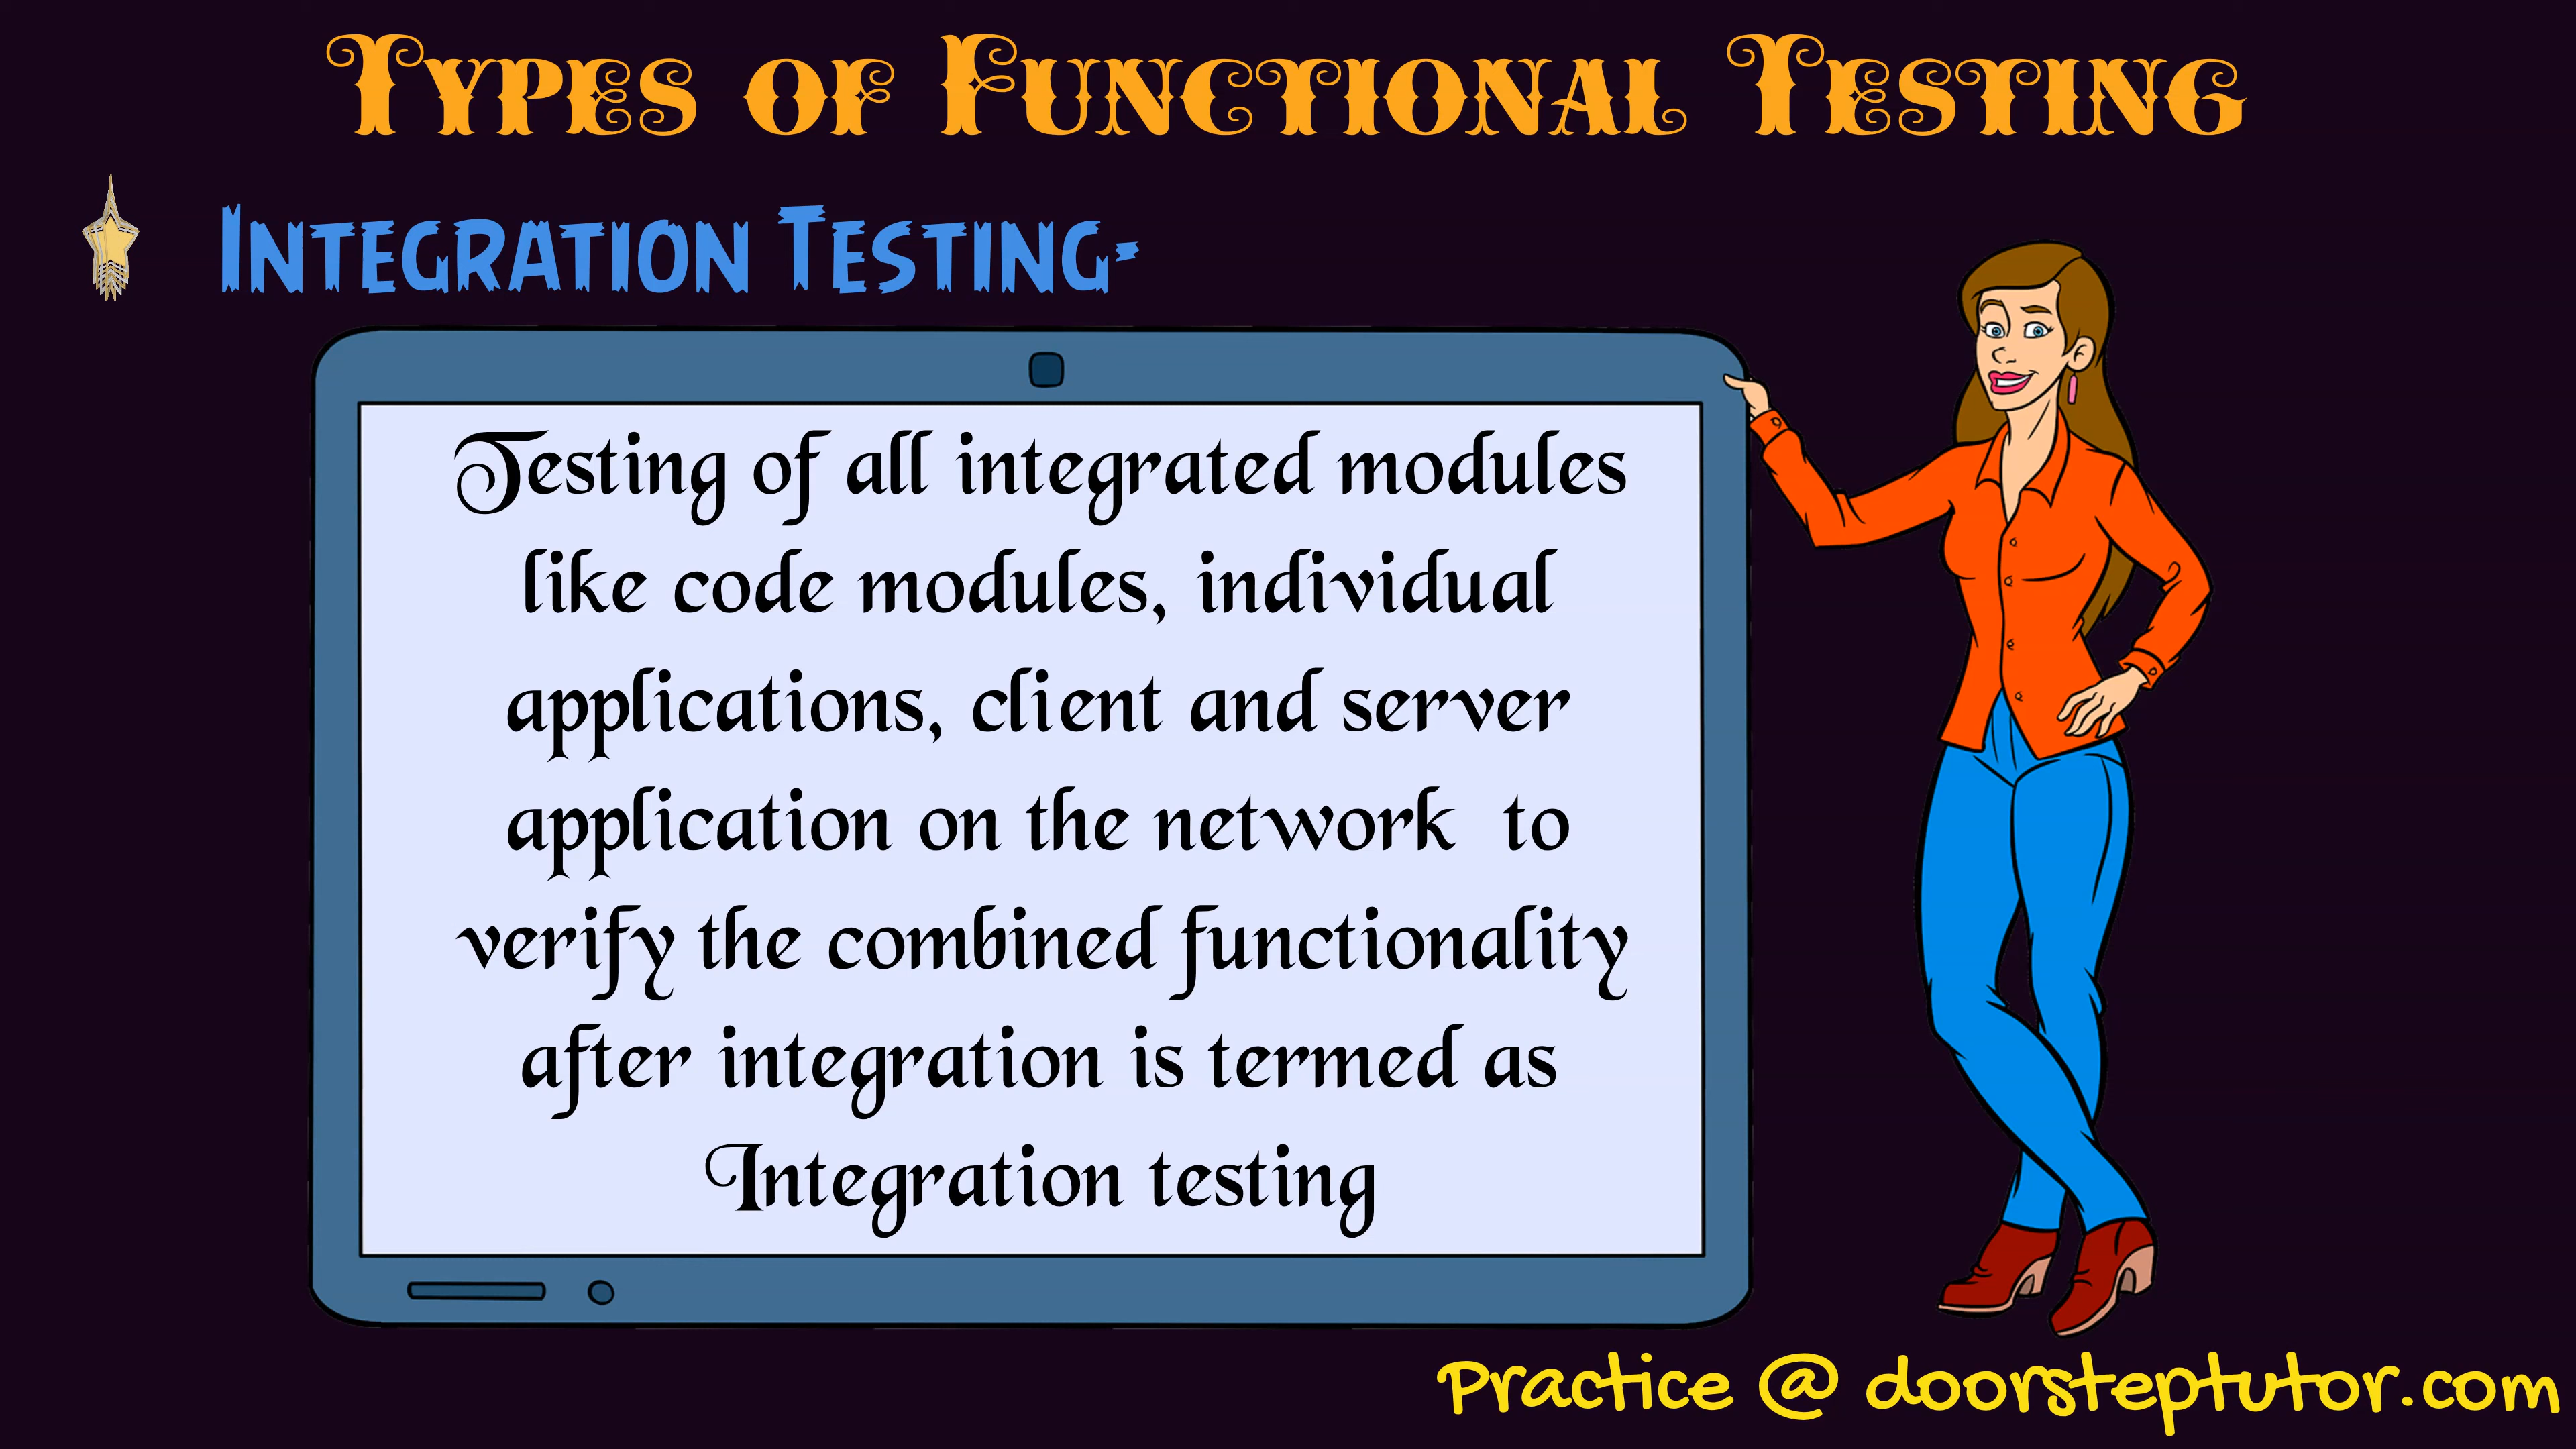 Types of Functional Testing
Integration Testing-
Testing of all integrated modules
like code modules, individual
applications, client and server
application on the network to
verify the combined functionality
after integration is termed as
Integration testing
Practice @ doorsteptutor.com